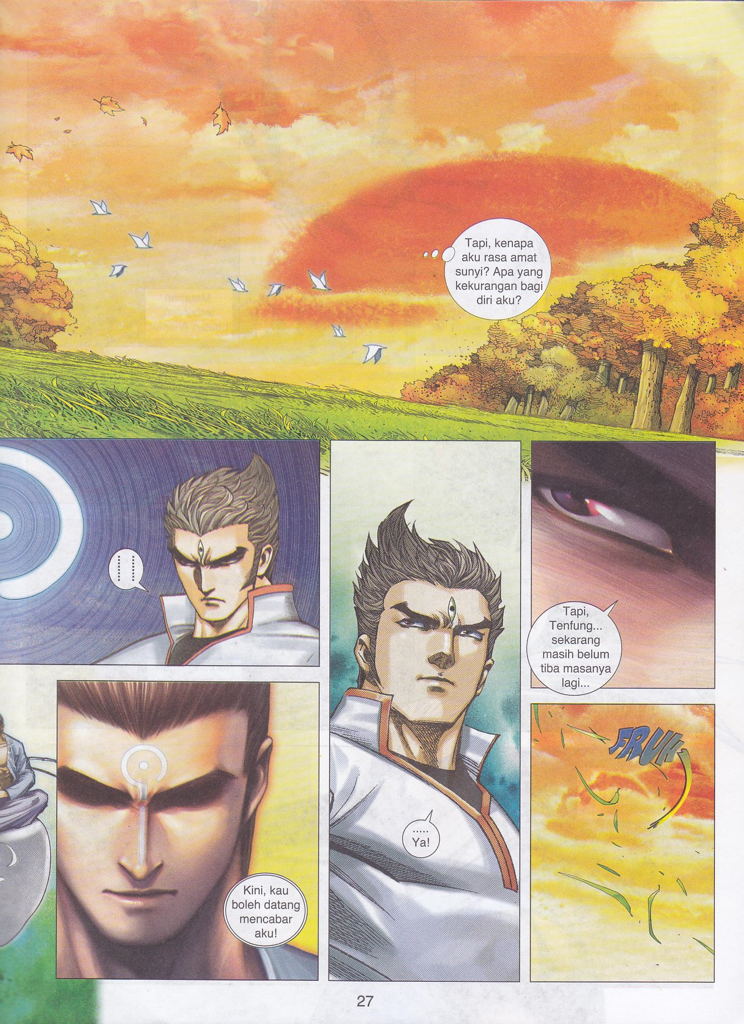 Tapi, kenapa
aku rasa amat
sunyi? Apa yang
kekurangan bagi
diri aku?
Tapi,
Tenfung...
sekarang
masih belum
tiba masanya
lagi...
.....
Ya!
Kini, kau
boleh datang
mencabar
aku!
FRUH
27